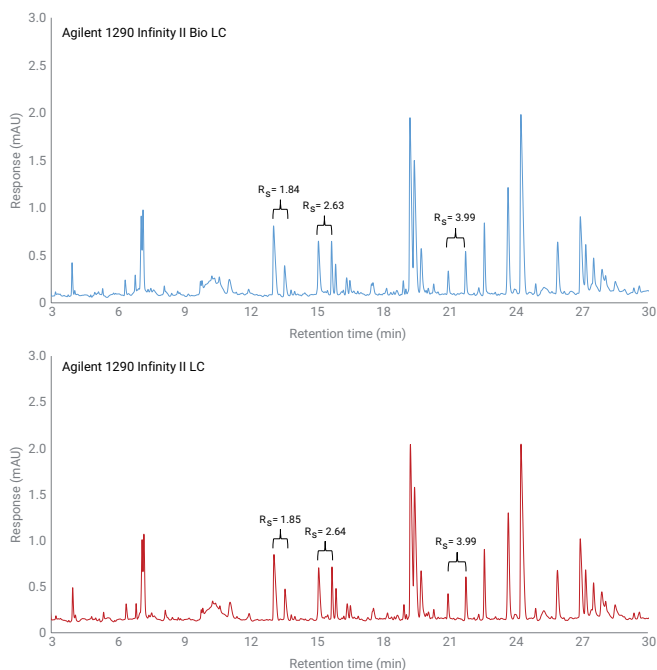 Agilent 1290 Infinity II Bio LC
3.0
2.5
2.0
1.5
1.0
0.5
0
Response (mAU)
RS= 1.84
RS= 2.63
RS= 3.99
3 6 9 12 15 18 21 24 27 30
Retention time (min)
Agilent 1290 Infinity II LC
3.0
2.5
2.0
1.5
1.0
0.5
0
Response (mAU)
RS= 1.85
RS= 2.64
RS= 3.99
3 6 9 12 15 18 21 24 27 30
Retention time (min)